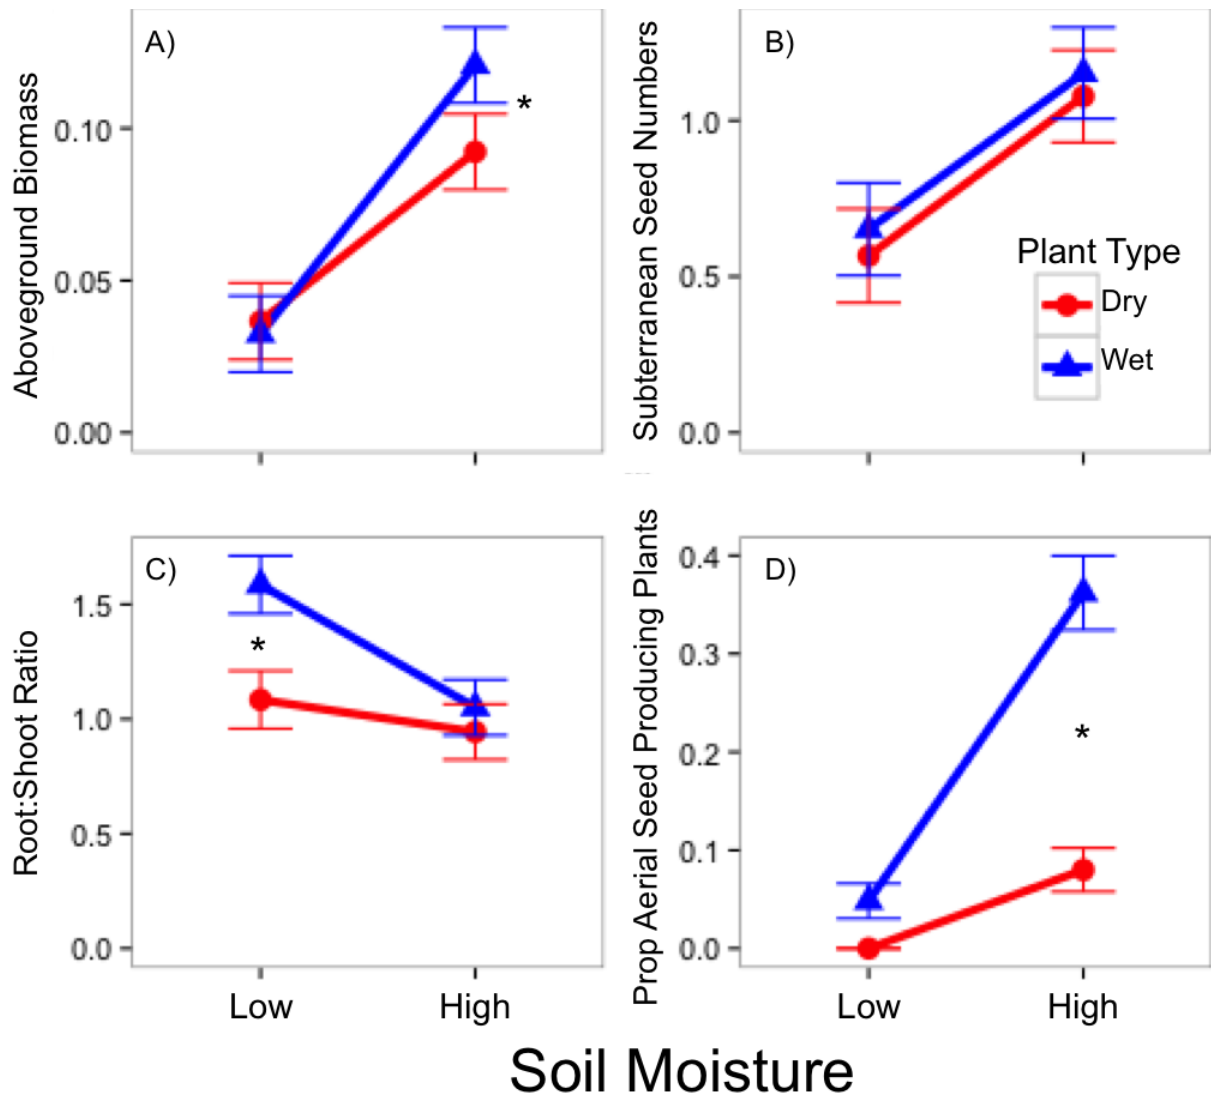 A)
Aboveground Biomass
0.10
0.05
0.00
*
B)
Subterranean Seed Numbers
1.0
0.5
0.0
Plant Type
Dry
Wet
C)
Root:Shoot Ratio
1.5
1.0
0.5
0.0
*
Low
High
D)
Prop Aerial Seed Producing Plants
0.4
0.3
0.2
0.1
0.0
*
Low
High
Soil Moisture